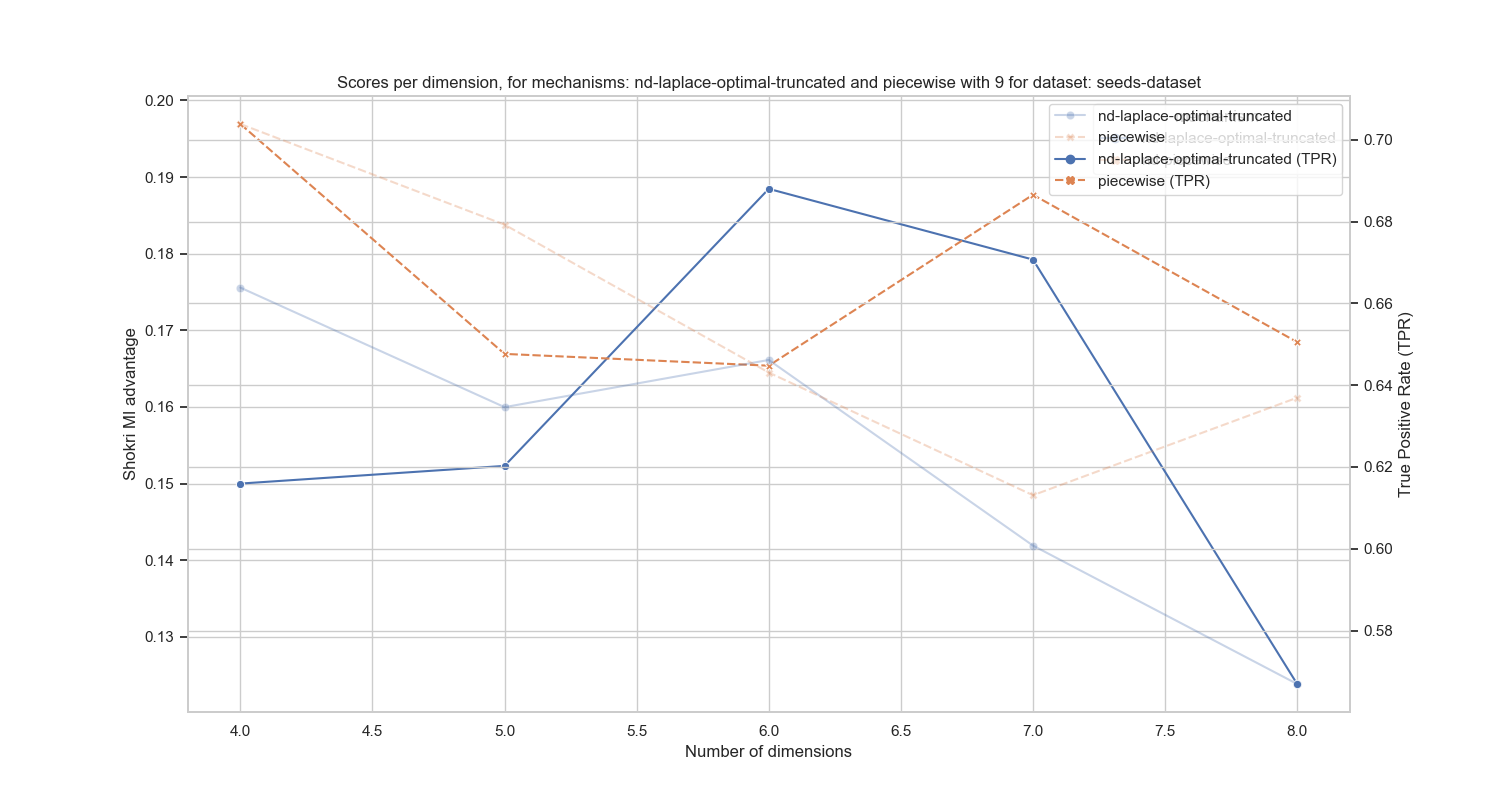 Scores per dimension, for mechanisms: nd-laplace-optimal-truncated and piecewise with 9 for dataset: seeds-dataset
nd-laplace-optimal-truncated
piecewise
nd-laplace-optimal-truncated (TPR)
piecewise (TPR)
nd-laplace-optimal-truncated
0.20
0.19
0.18
0.17
0.16
0.15
0.14
0.13
Shokri MI advantage
0.70
0.68
0.66
0.64
0.62
0.60
0.58
True Positive Rate (TPR)
4.0 4.5 5.0 5.5 6.0 6.5 7.0 7.5 8.0
Number of dimensions